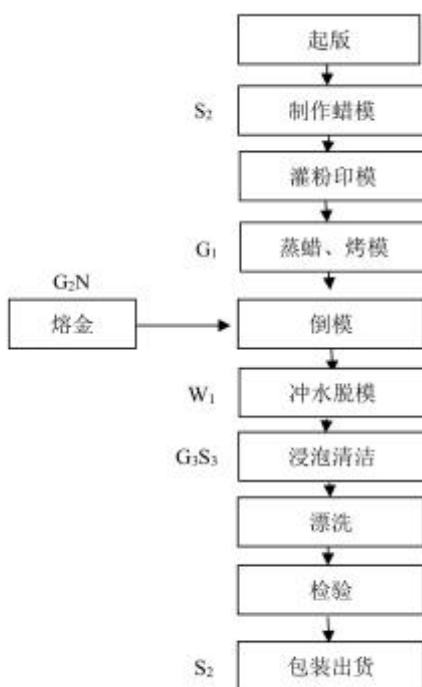 起版
S₂ 制作蜡模
灌粉印模
G₁ 蒸蜡、烤模
G₂N
熔金 倒模
W₁ 冲水脱模
G₃S₃ 浸泡清洁
漂洗
检验
S₂ 包装出货